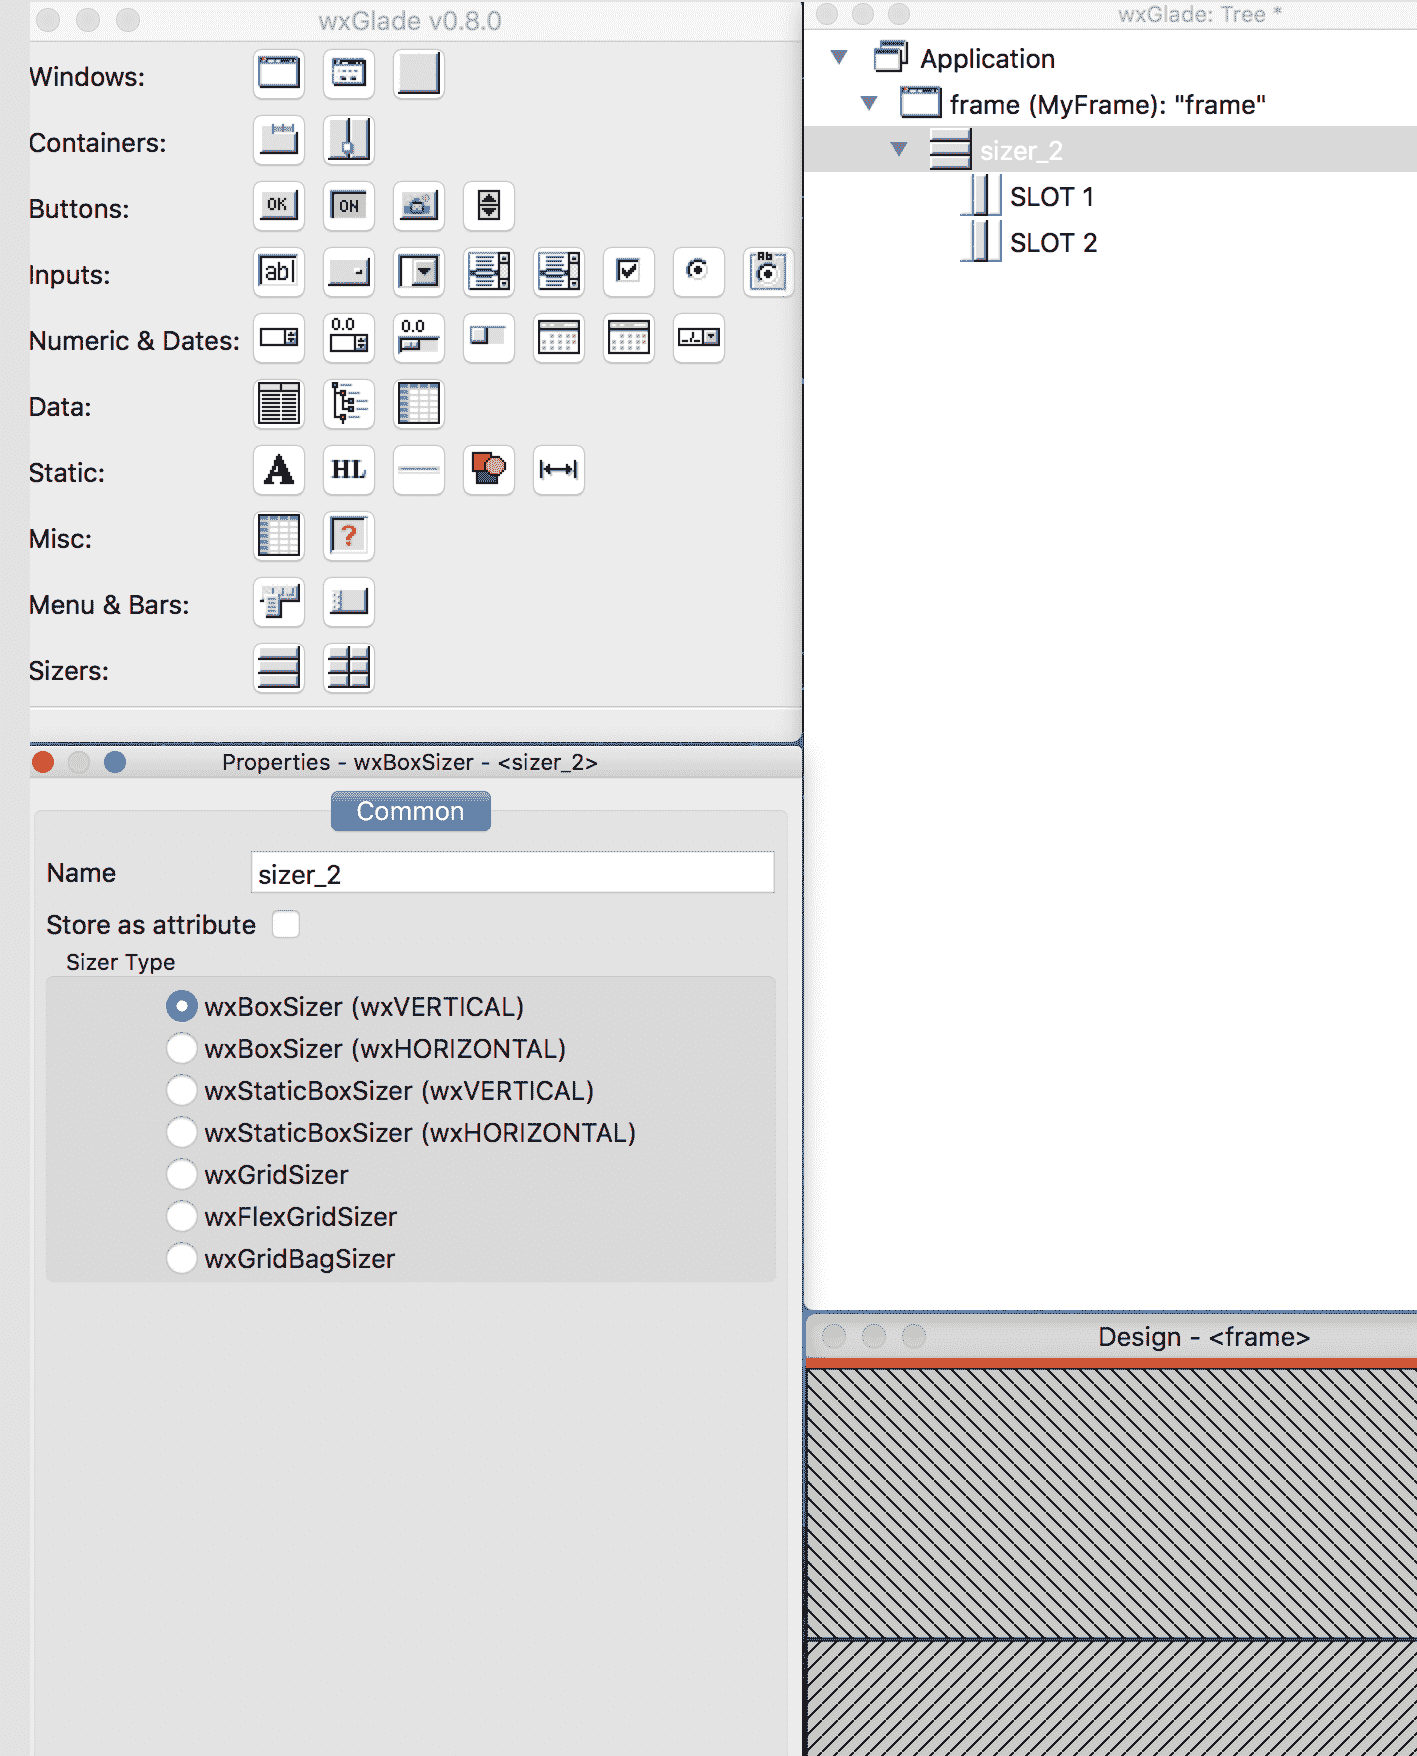 wxGlade v0.8.0
Windows:
Containers:
Buttons:
OK
ON
Inputs:
ab
Ab
Numeric & Dates:
0.0
0.0
Data:
Static:
A
HL
Misc:
?
Menu & Bars:
Sizers:
Properties - wxBoxSizer - <sizer_2>
Common
Name
sizer_2
Store as attribute
Sizer Type
wxBoxSizer (wxVERTICAL)
wxBoxSizer (wxHORIZONTAL)
wxStaticBoxSizer (wxVERTICAL)
wxStaticBoxSizer (wxHORIZONTAL)
wxGridSizer
wxFlexGridSizer
wxGridBagSizer
wxGlade: Tree *
Application
frame (MyFrame): "frame"
sizer_2
SLOT 1
SLOT 2
Design - <frame>